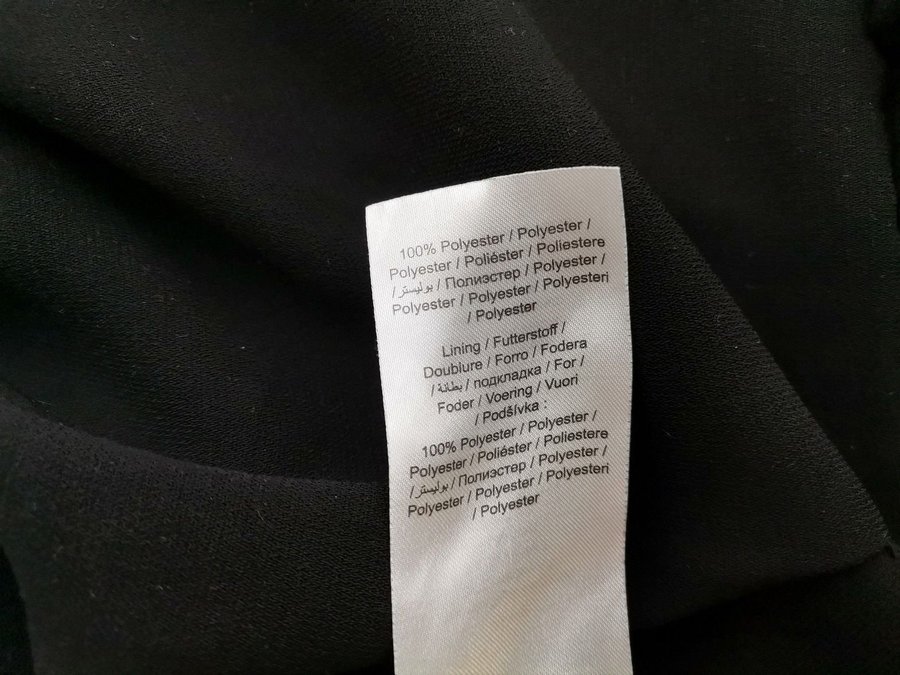 100% Polyester / Polyester /
Polyester / Poliéster / Poliestere
/ بوليستر / Полиэстер / Polyester /
Polyester / Polyester / Polyesteri
/ Polyester
Lining / Futterstoff /
Doublure / Forro / Fodera
/ بطانة / подкладка / For /
Foder / Voering / Vuori
/ Podšívka :
100% Polyester / Polyester /
Polyester / Poliéster / Poliestere
/ بوليستر / Полиэстер / Polyester /
Polyester / Polyester / Polyesteri
/ Polyester